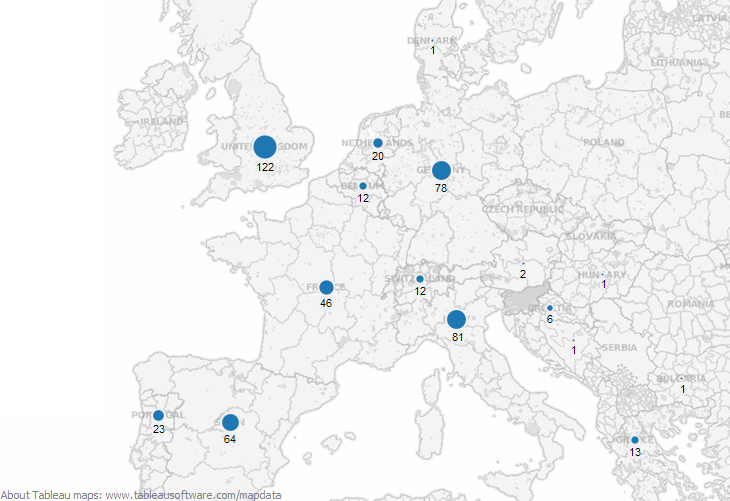 LATVIA
DENMARK
1
LITHUANIA
IRELAND
UNITED KINGDOM
122
NETHERLANDS
20
POLAND
GERMANY
78
BELGIUM
12
CZECH REPUBLIC
SLOVAKIA
2
HUNGARY
1
SWITZERLAND
12
FRANCE
46
ROMANIA
CROATIA
6
81
1
SERBIA
BULGARIA
1
PORTUGAL
23
64
GREECE
13
About Tableau maps: www.tableausoftware.com/mapdata